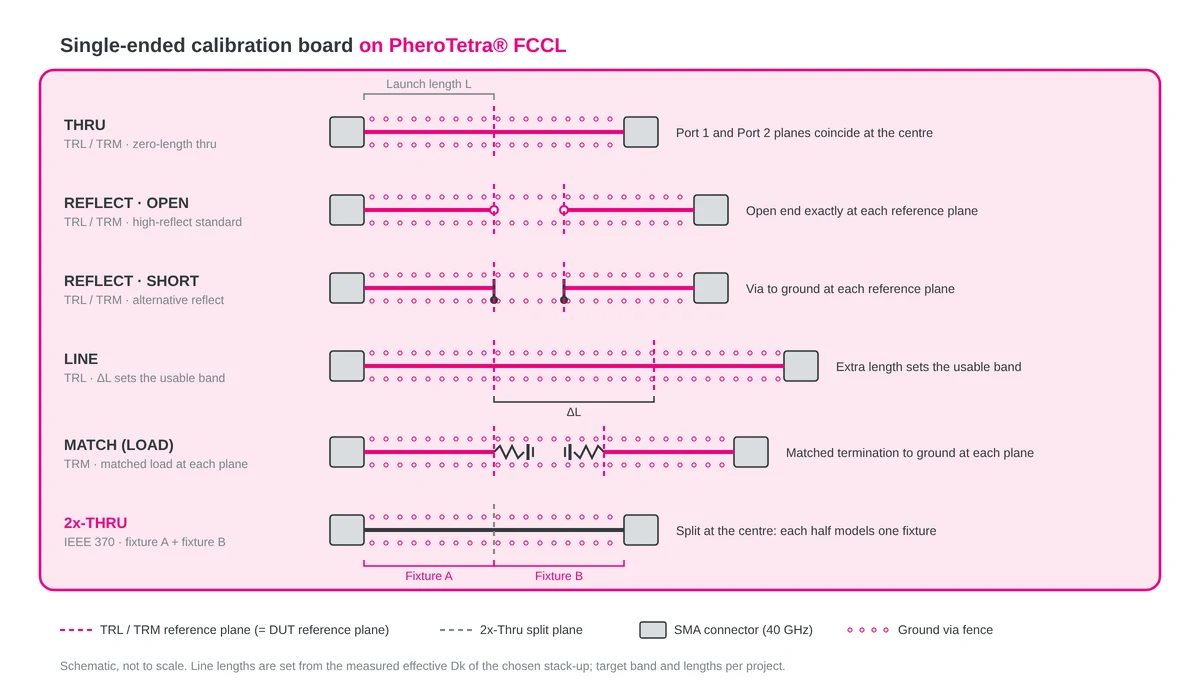 Single-ended calibration board on PheroTetra® FCCL
Launch length L
THRU
TRL / TRM · zero-length thru
Port 1 and Port 2 planes coincide at the centre
REFLECT · OPEN
TRL / TRM · high-reflect standard
Open end exactly at each reference plane
REFLECT · SHORT
TRL / TRM · alternative reflect
Via to ground at each reference plane
LINE
TRL · ΔL sets the usable band
Extra length sets the usable band
ΔL
MATCH (LOAD)
TRM · matched load at each plane
Matched termination to ground at each plane
2x-THRU
IEEE 370 · fixture A + fixture B
Split at the centre: each half models one fixture
Fixture A
Fixture B
TRL / TRM reference plane (= DUT reference plane)
2x-Thru split plane
SMA connector (40 GHz)
Ground via fence
Schematic, not to scale. Line lengths are set from the measured effective Dk of the chosen stack-up; target band and lengths per project.